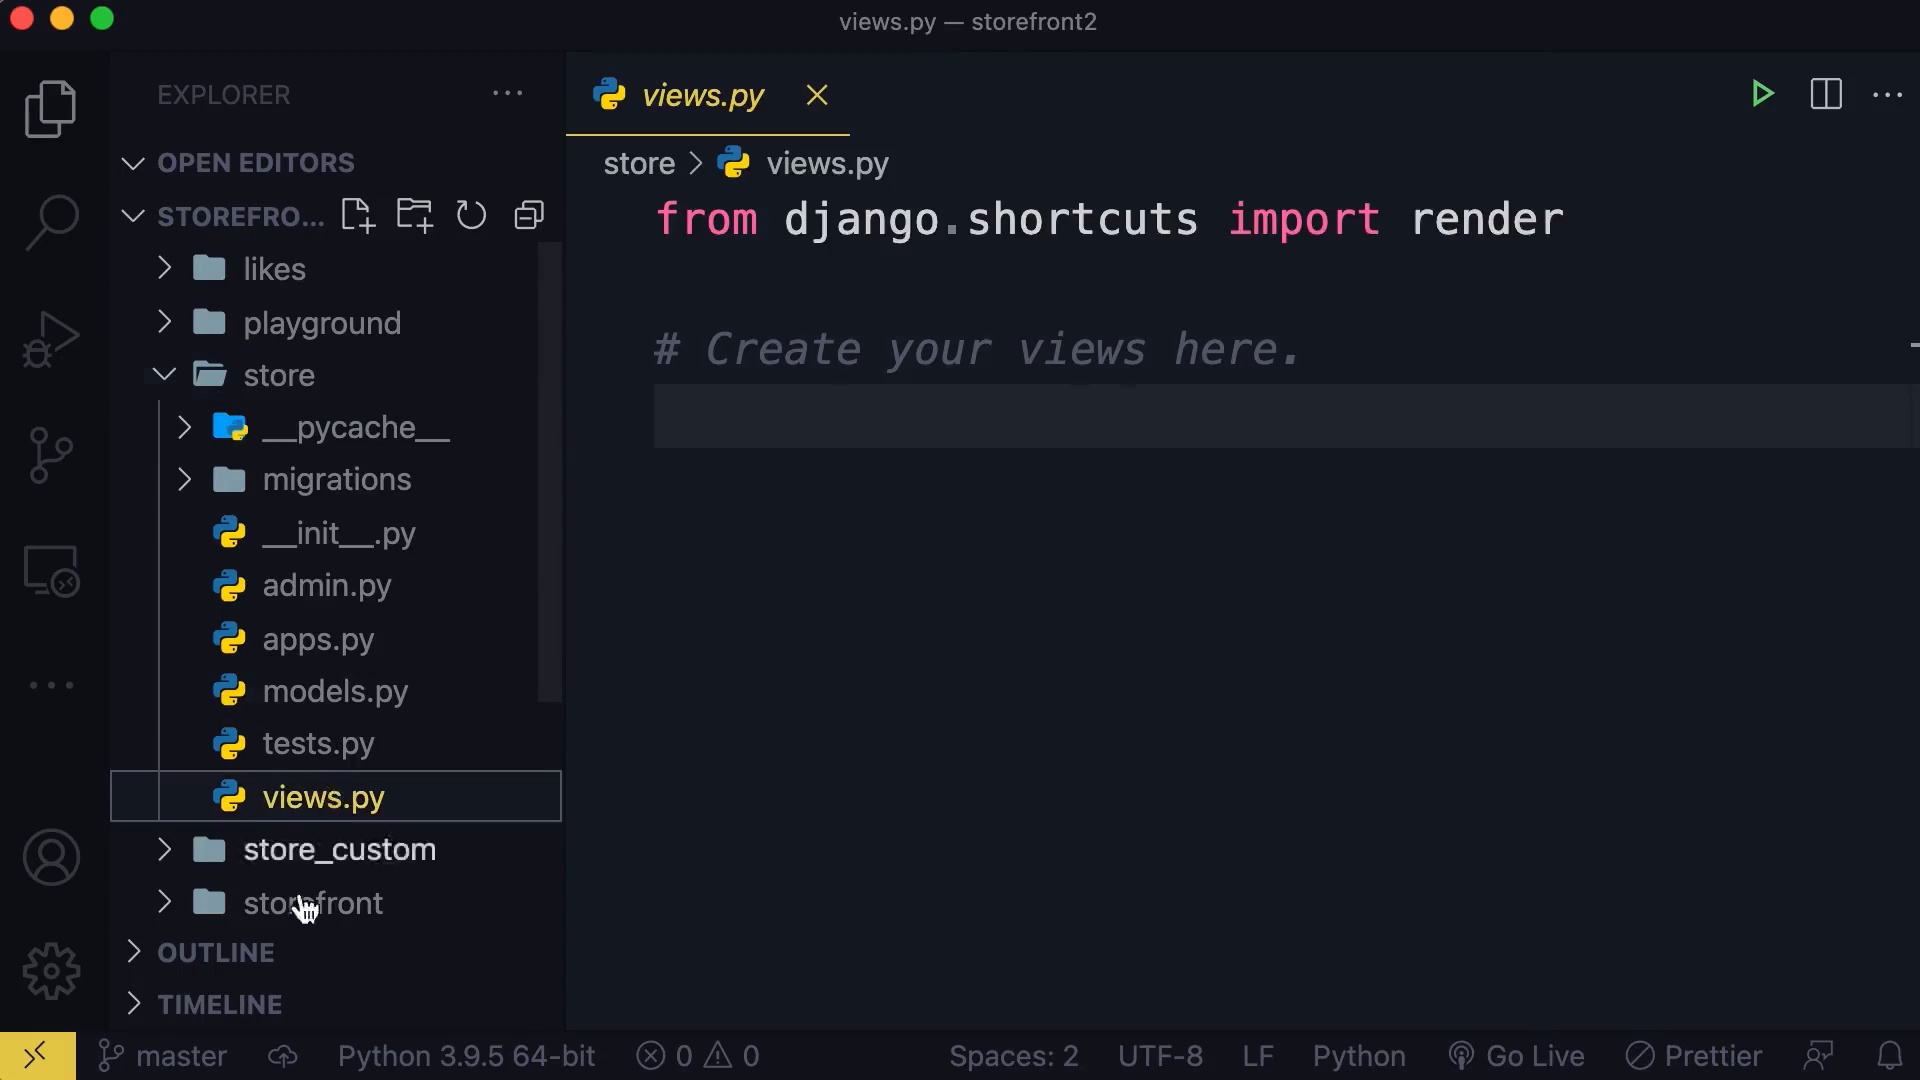 views.py — storefront2
EXPLORER
OPEN EDITORS
STOREFRO...
likes
playground
store
__pycache__
migrations
__init__.py
admin.py
apps.py
models.py
tests.py
views.py
store_custom
storefront
OUTLINE
TIMELINE
views.py
store > views.py
from django.shortcuts import render
# Create your views here.
master Python 3.9.5 64-bit 0 0 Spaces: 2 UTF-8 LF Python Go Live Prettier